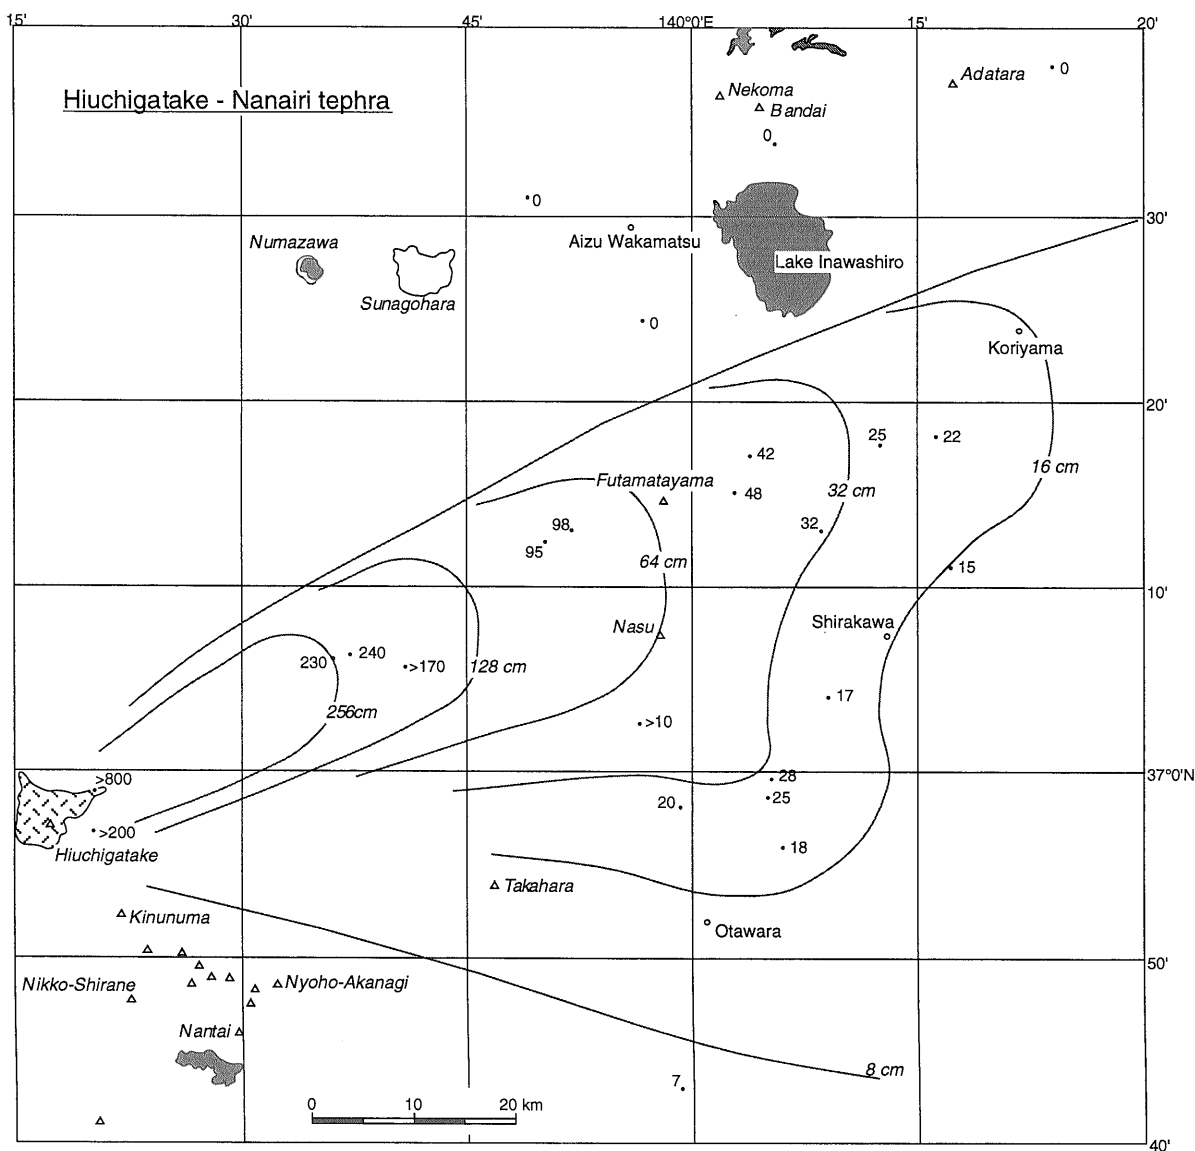 15' 30' 45' 140°0'E 15' 20'
Hiuchigatake - Nanairi tephra
Adatara
0
Nekoma
Bandai
0
0
30'
Numazawa
Aizu Wakamatsu
Lake Inawashiro
Sunagohara
0
Koriyama
20'
42
25
22
Futamatayama
48
32 cm
16 cm
98
95
32
64 cm
15
10'
Nasu
Shirakawa
230
240
>170
128 cm
256cm
17
>10
37°0'N
>800
28
20
25
>200
18
Hiuchigatake
Takahara
Kinunuma
Otawara
50'
Nikko-Shirane
Nyoho-Akanagi
Nantai
8 cm
7
0 10 20 km
40'